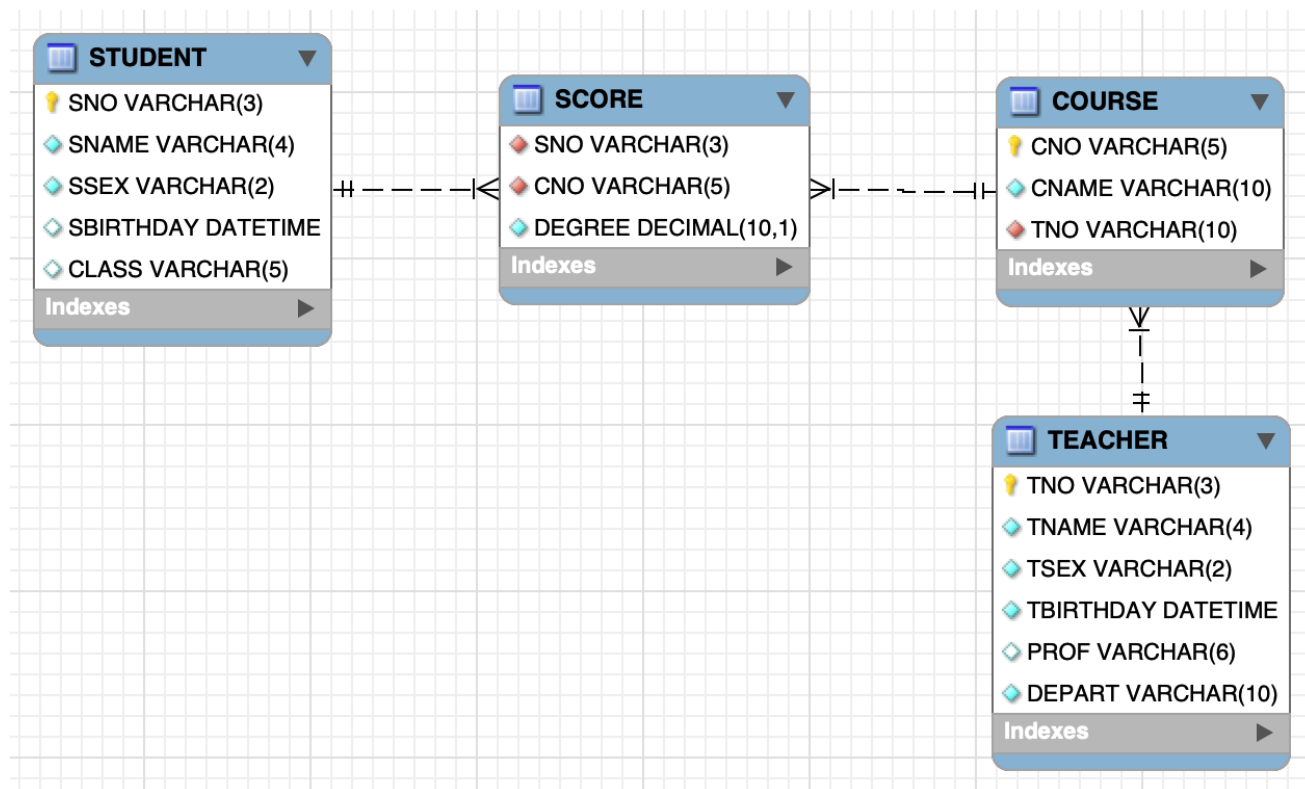 STUDENT
SNO VARCHAR(3)
SNAME VARCHAR(4)
SSEX VARCHAR(2)
SBIRTHDAY DATETIME
CLASS VARCHAR(5)
Indexes
SCORE
SNO VARCHAR(3)
CNO VARCHAR(5)
DEGREE DECIMAL(10,1)
Indexes
COURSE
CNO VARCHAR(5)
CNAME VARCHAR(10)
TNO VARCHAR(10)
Indexes
TEACHER
TNO VARCHAR(3)
TNAME VARCHAR(4)
TSEX VARCHAR(2)
TBIRTHDAY DATETIME
PROF VARCHAR(6)
DEPART VARCHAR(10)
Indexes